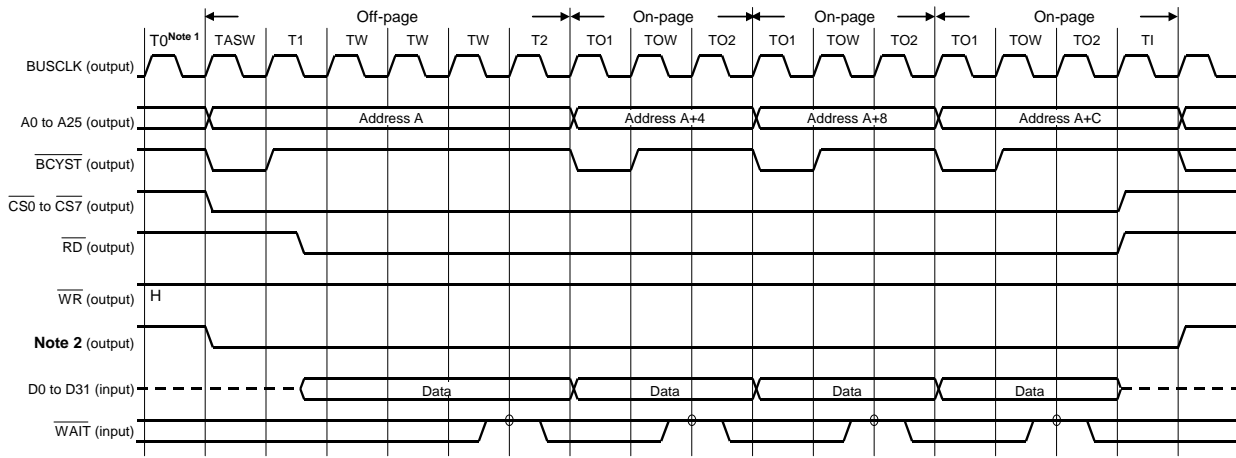 Off-page On-page On-page On-page
T0Note 1 TASW T1 TW TW TW T2 TO1 TOW TO2 TO1 TOW TO2 TO1 TOW TO2 TI
BUSCLK (output)
A0 to A25 (output) Address A Address A+4 Address A+8 Address A+C
BCYST (output)
CS0 to CS7 (output)
RD (output)
WR (output) H
Note 2 (output)
D0 to D31 (input) Data Data Data Data
WAIT (input)